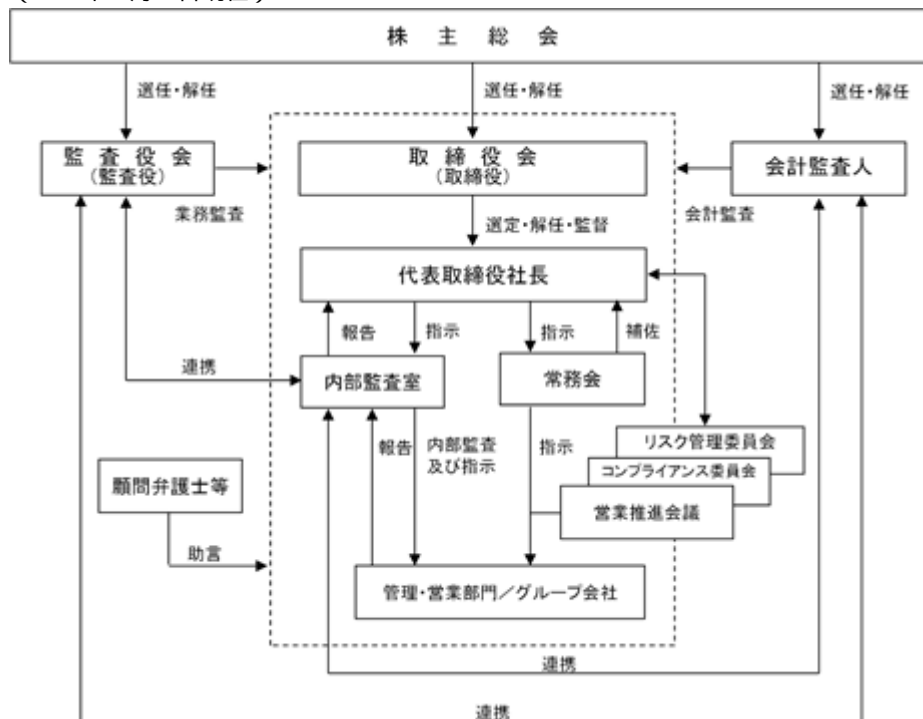 株主総会
選任・解任
選任・解任
選任・解任
監査役会
(監査役)
取締役会
(取締役)
会計監査人
業務監査
会計監査
選定・解任・監督
代表取締役社長
報告
指示
指示
補佐
連携
内部監査室
常務会
報告
内部監査
及び指示
指示
リスク管理委員会
コンプライアンス委員会
営業推進会議
顧問弁護士等
助言
管理・営業部門／グループ会社
連携
連携